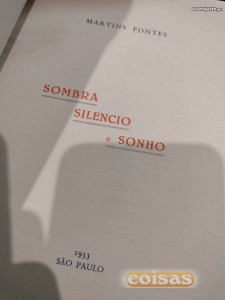 MARTINS FONTES
SOMBRA
SILENCIO
e SONHO
1933
SÃO PAULO
coisas